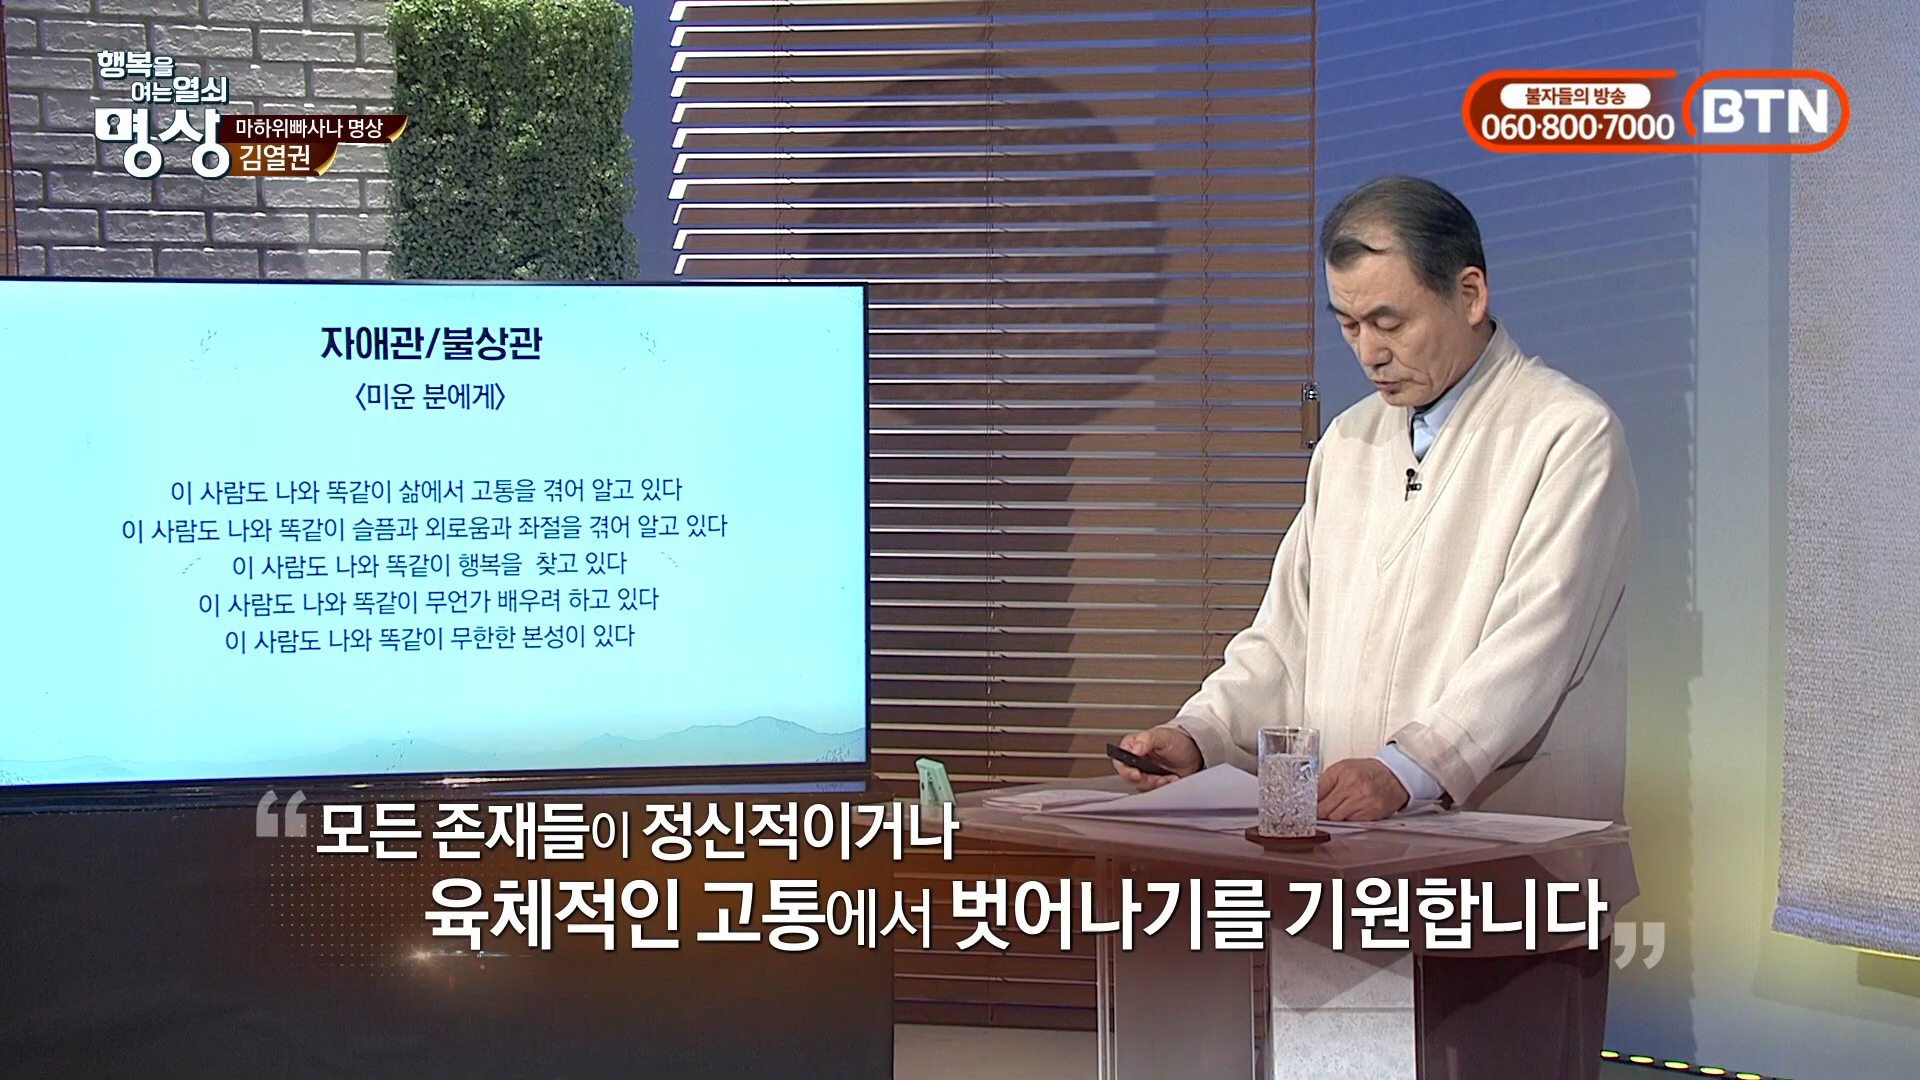 행복을
여는 열쇠
명상
마하위빠사나 명상
김열권
불자들의 방송
060·800·7000
BTN
자애관/불상관
<미운 분에게>
이 사람도 나와 똑같이 삶에서 고통을 겪어 알고 있다
이 사람도 나와 똑같이 슬픔과 외로움과 좌절을 겪어 알고 있다
이 사람도 나와 똑같이 행복을 찾고 있다
이 사람도 나와 똑같이 무언가 배우려 하고 있다
이 사람도 나와 똑같이 무한한 본성이 있다
“모든 존재들이 정신적이거나
육체적인 고통에서 벗어나기를 기원합니다”